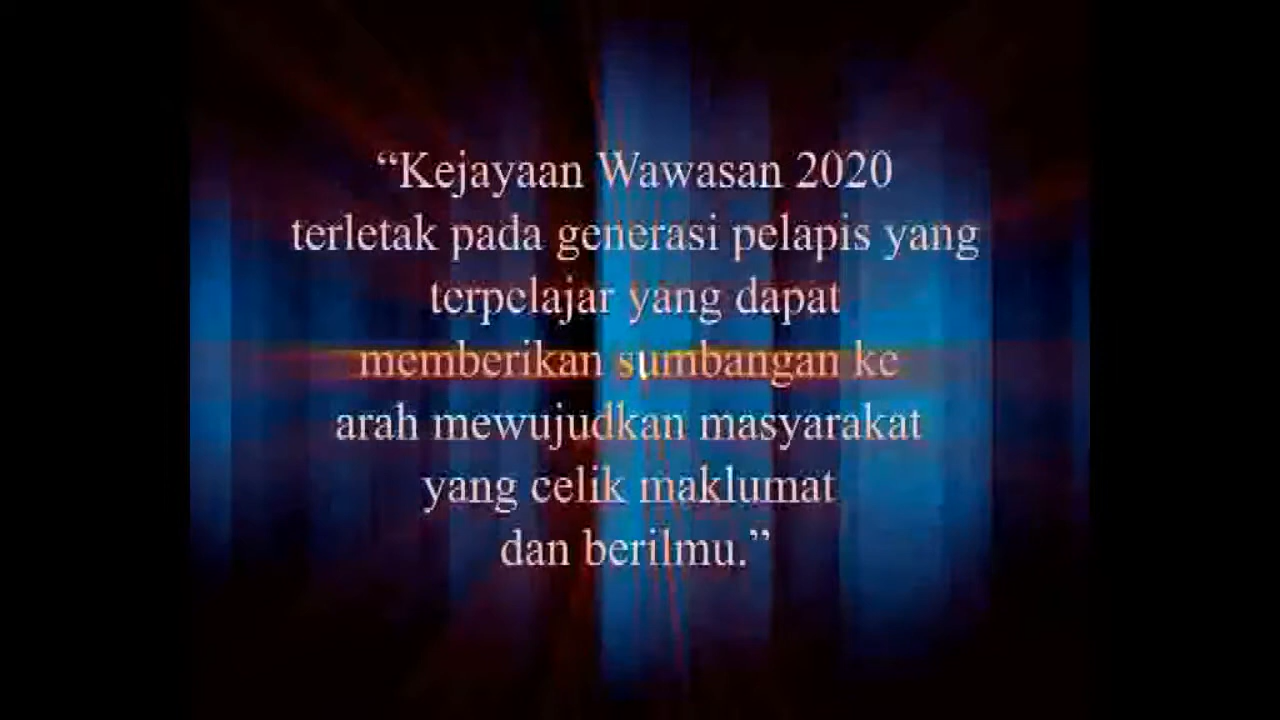 “Kejayaan Wawasan 2020
terletak pada generasi pelapis yang
terpelajar yang dapat
memberikan sumbangan ke
arah mewujudkan masyarakat
yang celik maklumat
dan berilmu.”